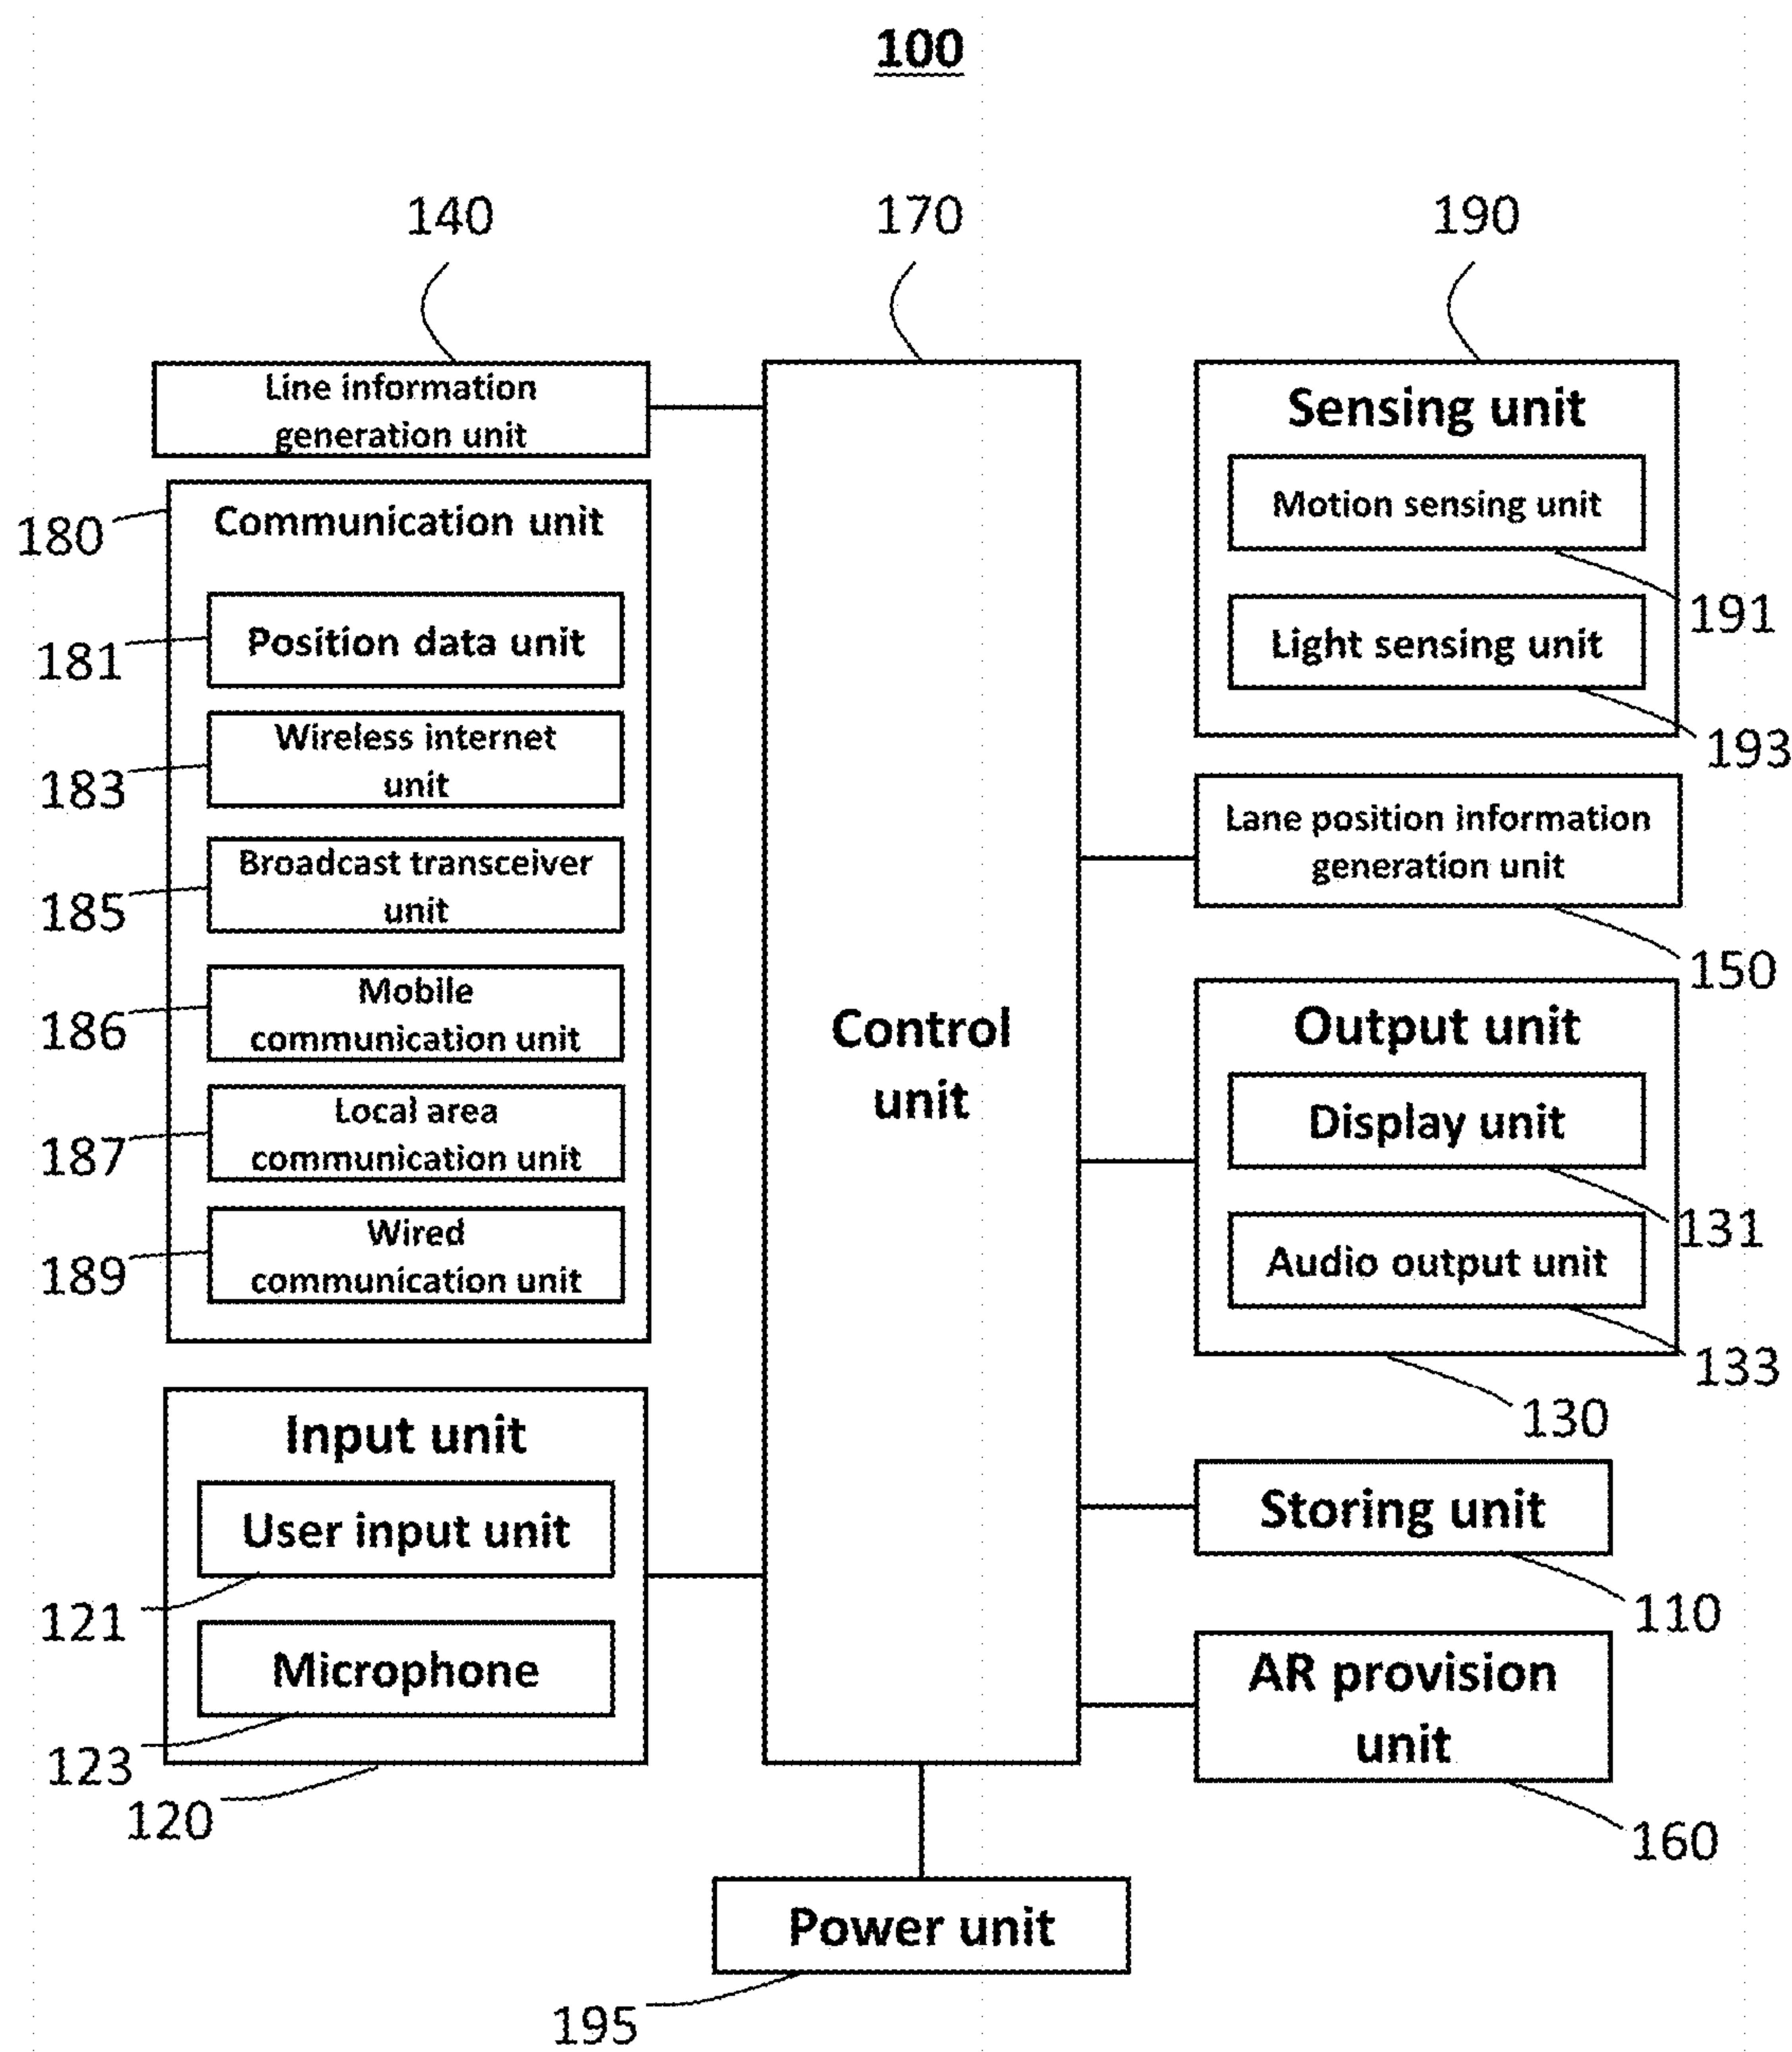 100
140
170
190
Line information
generation unit
180
Communication unit
181
Position data unit
183
Wireless internet
unit
185
Broadcast transceiver
unit
186
Mobile
communication unit
187
Local area
communication unit
189
Wired
communication unit
Input unit
User input unit
121
Microphone
123
120
Control
unit
Sensing unit
Motion sensing unit
191
Light sensing unit
193
Lane position information
generation unit
150
Output unit
Display unit
131
Audio output unit
133
130
Storing unit
110
AR provision
unit
160
Power unit
195